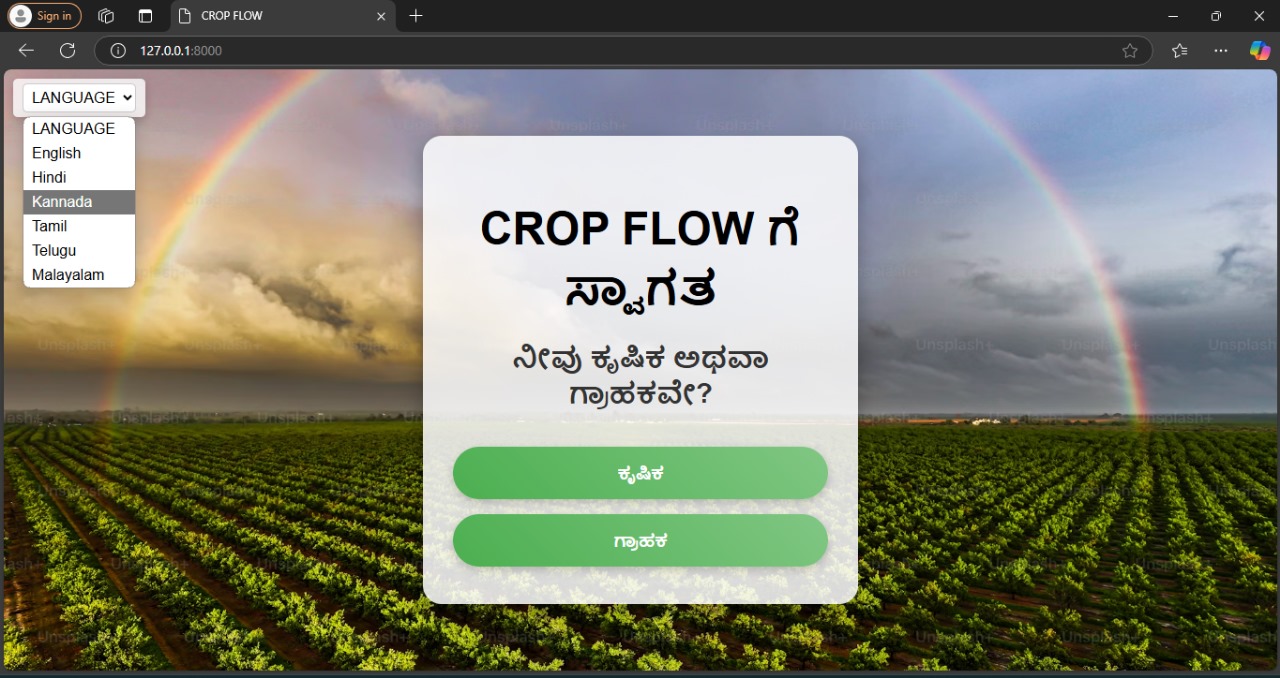 Sign in
CROP FLOW
127.0.0.1:8000
LANGUAGE
LANGUAGE
English
Hindi
Kannada
Tamil
Telugu
Malayalam
CROP FLOW ಗೆ
ಸ್ವಾಗತ
ನೀವು ಕೃಷಿಕ ಅಥವಾ
ಗ್ರಾಹಕವೇ?
ಕೃಷಿಕ
ಗ್ರಾಹಕ